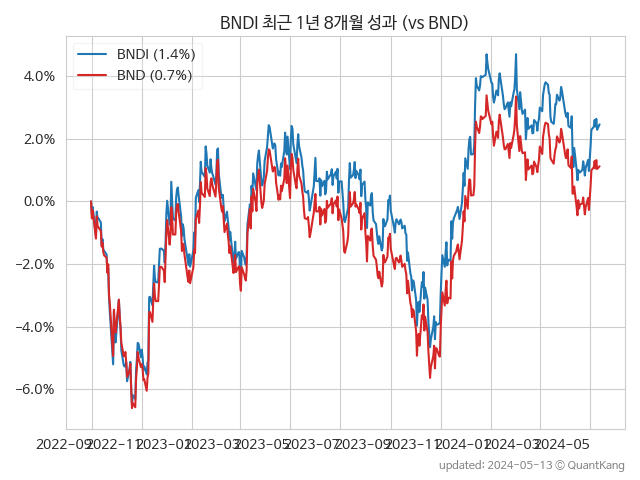 BNDI 최근 1년 8개월 성과 (vs BND)
BNDI (1.4%)
BND (0.7%)
4.0%
2.0%
0.0%
−2.0%
−4.0%
−6.0%
2022-09 2022-11 2023-01 2023-03 2023-05 2023-07 2023-09 2023-11 2024-01 2024-03 2024-05
updated: 2024-05-13 © QuantKang